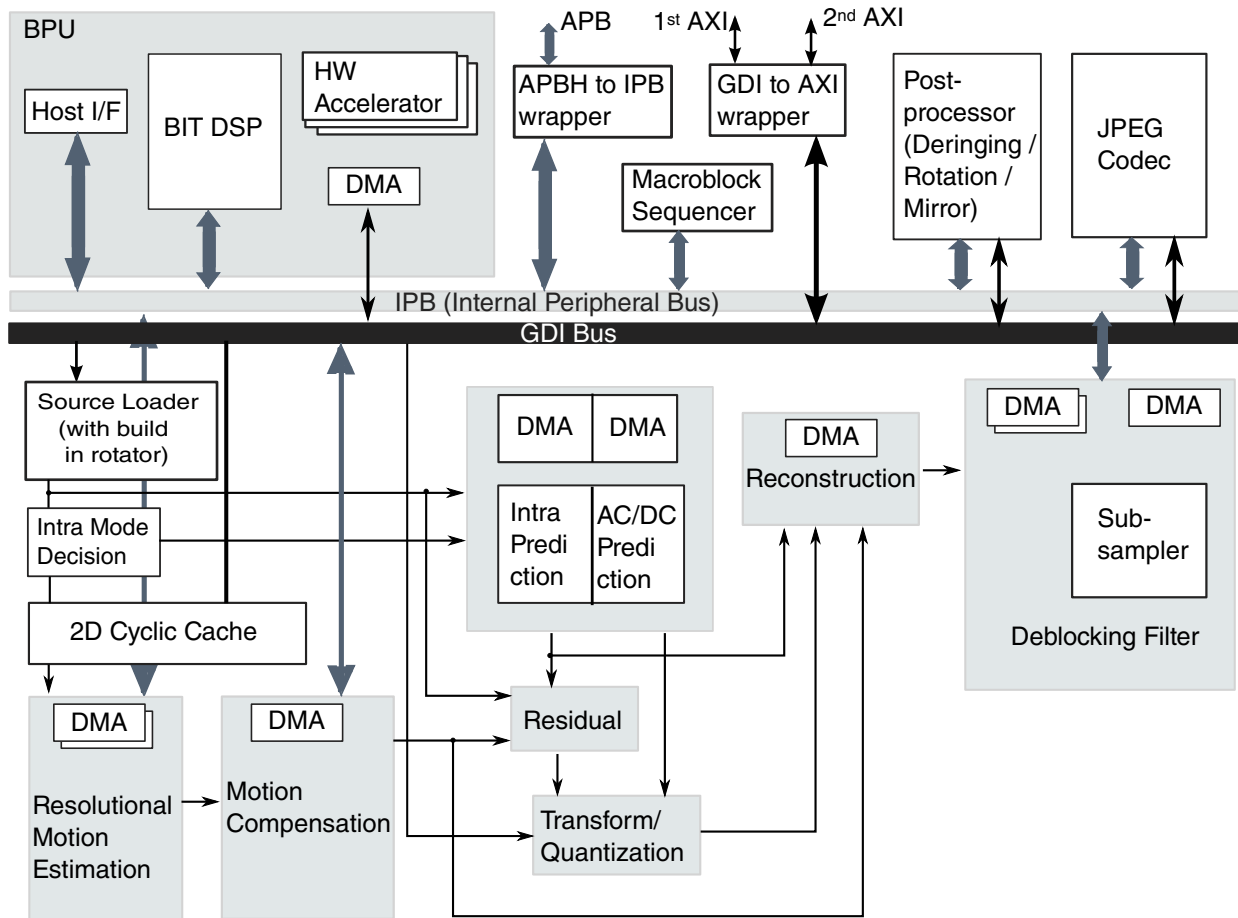 BPU
Host I/F
BIT DSP
HW
Accelerator
DMA
APB
APBH to IPB
wrapper
1st AXI
2nd AXI
GDI to AXI
wrapper
Macroblock
Sequencer
Post-
processor
(Deringing /
Rotation /
Mirror)
JPEG
Codec
IPB (Internal Peripheral Bus)
GDI Bus
Source Loader
(with build
in rotator)
Intra Mode
Decision
2D Cyclic Cache
DMA
Resolutional
Motion
Estimation
DMA
Motion
Compensation
DMA
DMA
Intra
Predi
ction
AC/DC
Predi
ction
Residual
Transform/
Quantization
DMA
Reconstruction
DMA
DMA
Sub-
sampler
Deblocking Filter